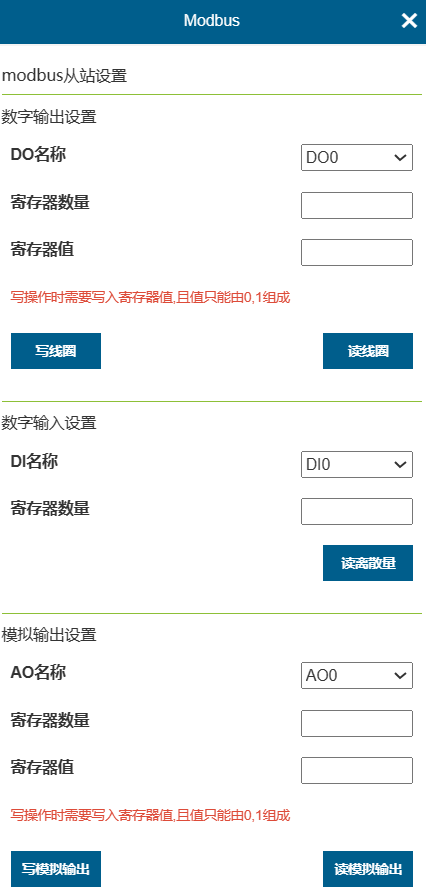 Modbus
modbus从站设置
数字输出设置
DO名称 DO0
寄存器数量
寄存器值
写操作时需要写入寄存器值,且值只能由0,1组成
写线圈 读线圈
数字输入设置
DI名称 DI0
寄存器数量
读离散量
模拟输出设置
AO名称 AO0
寄存器数量
寄存器值
写操作时需要写入寄存器值,且值只能由0,1组成
写模拟输出 读模拟输出